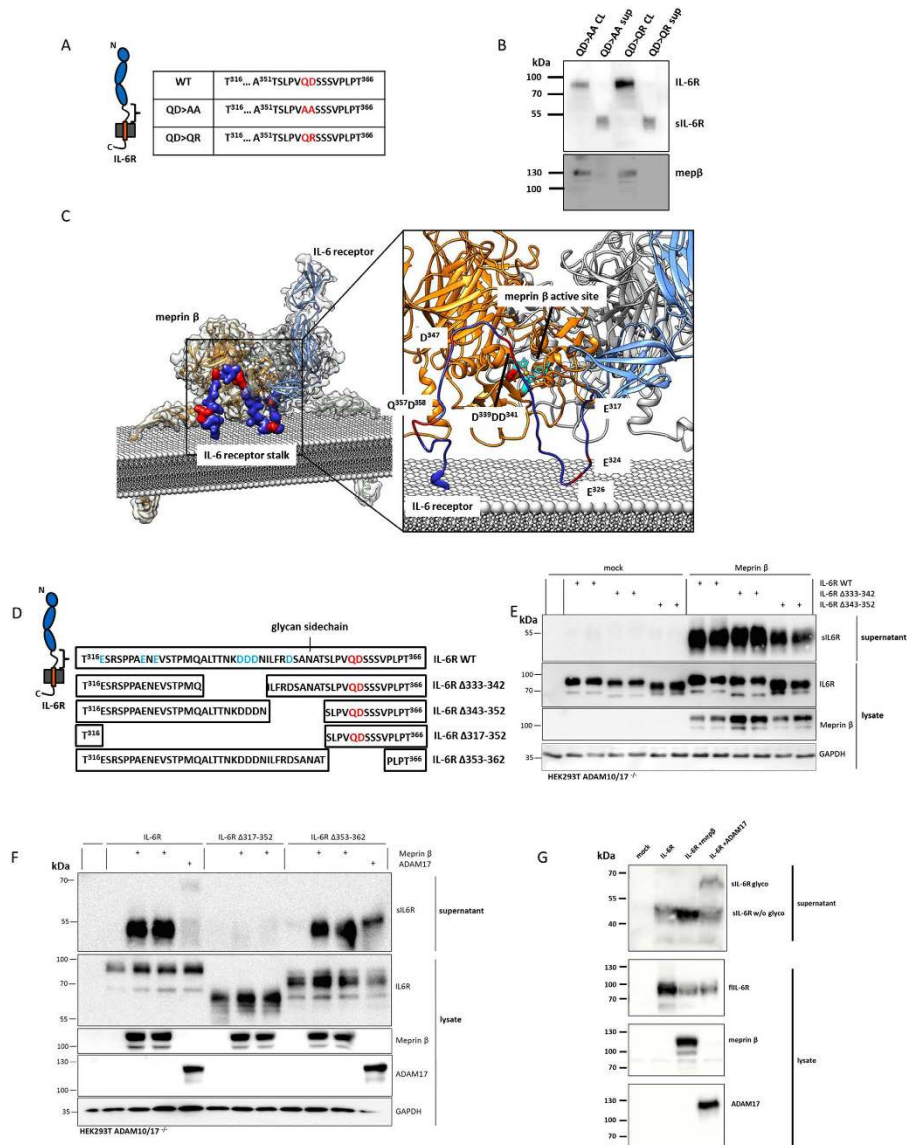 A
N
C
IL-6R
WT T³¹⁶... A³⁵¹TSLPVQDSSSVPLPT³⁶⁶
QD>AA T³¹⁶... A³⁵¹TSLPVAASSSVPLPT³⁶⁶
QD>QR T³¹⁶... A³⁵¹TSLPVQRSSSVPLPT³⁶⁶
B
QD>AA CL
QD>AA sup
QD>QR CL
QD>QR sup
kDa
100
70
55
IL-6R
sIL-6R
130
100
mepβ
C
IL-6 receptor
meprin β
IL-6 receptor stalk
meprin β active site
D³⁴⁷
Q³⁵⁷D³⁵⁸
D³³⁹DD³⁴¹
E³¹⁷
E³²⁴
E³²⁶
IL-6 receptor
D
N
C
IL-6R
glycan sidechain
T³¹⁶ESRSPPAENEVSTPMQALTTNKDDDNILFRDSANATSLPVQDSSSVPLPT³⁶⁶ IL-6R WT
T³¹⁶ESRSPPAENEVSTPMQ ILFRDSANATSLPVQDSSSVPLPT³⁶⁶ IL-6R Δ333-342
T³¹⁶ESRSPPAENEVSTPMQALTTNKDDDN SLPVQDSSSVPLPT³⁶⁶ IL-6R Δ343-352
T³¹⁶ SLPVQDSSSVPLPT³⁶⁶ IL-6R Δ317-352
T³¹⁶ESRSPPAENEVSTPMQALTTNKDDDNILFRDSANAT PLPT³⁶⁶ IL-6R Δ353-362
E
mock Meprin β
+ + + + IL-6R WT
+ + + + IL-6R Δ333-342
+ + + + IL-6R Δ343-352
kDa
55
sIL6R
supernatant
100
70
55
IL6R
100
Meprin β
35
GAPDH
lysate
HEK293T ADAM10/17 -/-
F
IL-6R IL-6R Δ317-352 IL-6R Δ353-362
+ + + + + + Meprin β
+ + ADAM17
kDa
70
55
sIL6R
supernatant
100
70
55
IL6R
100
Meprin β
130
100
ADAM17
35
GAPDH
lysate
HEK293T ADAM10/17 -/-
G
mock
IL-6R
IL-6R +mepβ
IL-6R +ADAM17
kDa
70
55
40
sIL-6R glyco
sIL-6R w/o glyco
supernatant
130
100
70
flIL-6R
130
100
70
meprin β
130
100
70
ADAM17
lysate